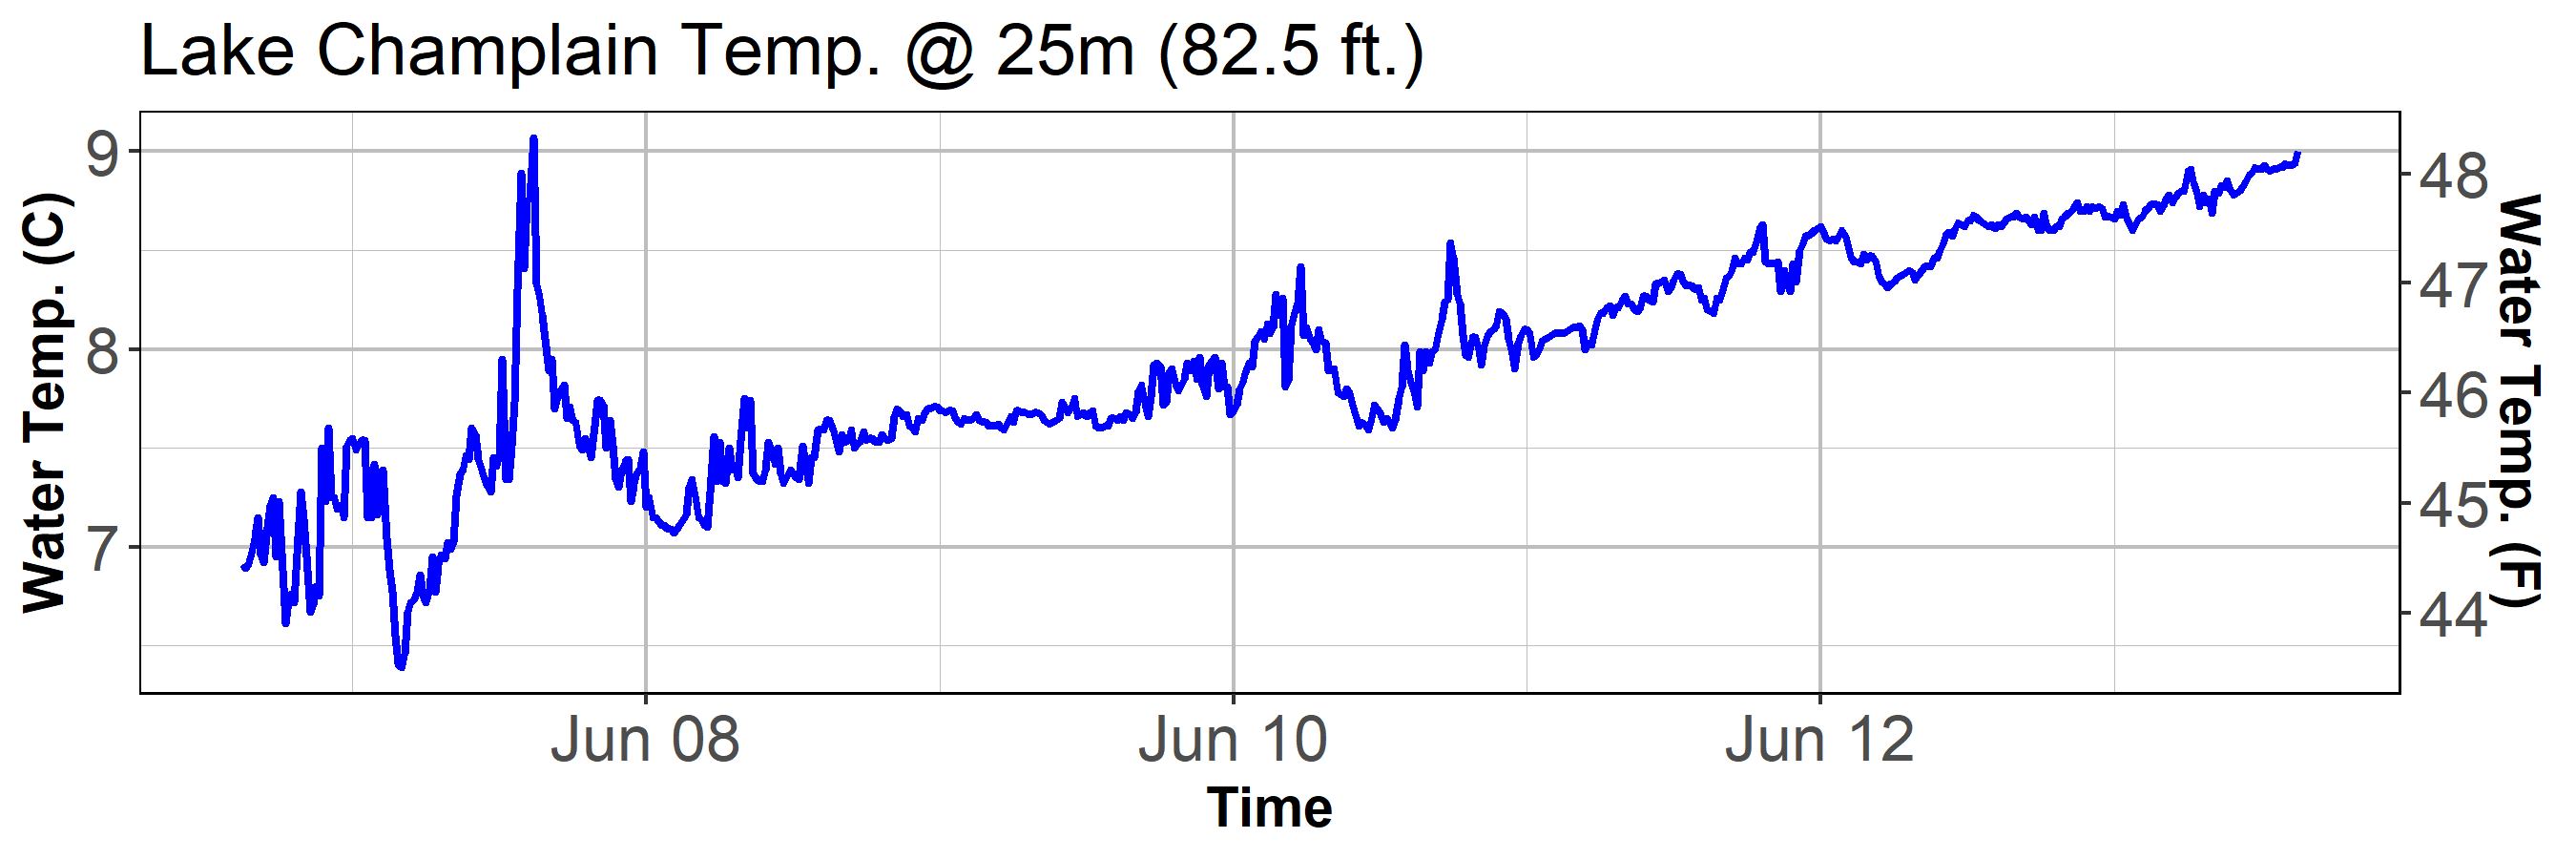 Lake Champlain Temp. @ 25m (82.5 ft.)
Water Temp. (C)
9
8
7
48
47
46
45
44
Water Temp. (F)
Jun 08
Jun 10
Jun 12
Time